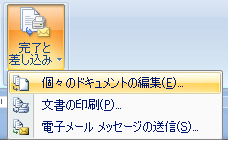 完了と
差し込み
個々のドキュメントの編集(E)...
文書の印刷(P)...
電子メール メッセージの送信(S)...